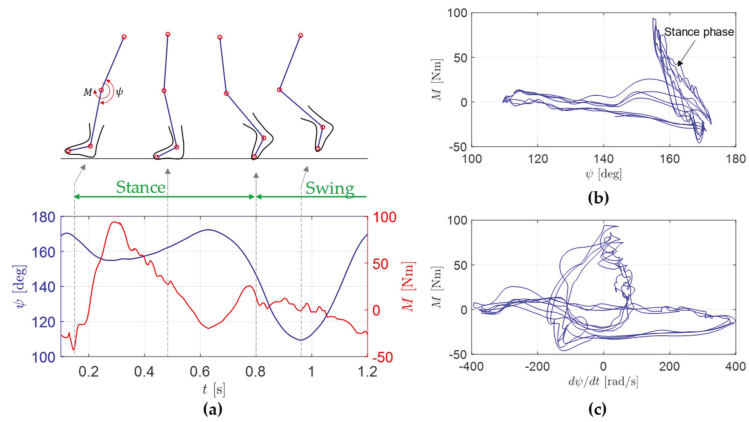 M
ψ
Stance
Swing
180
160
140
120
100
ψ [deg]
100
50
0
-50
M [Nm]
0.2
0.4
0.6
0.8
1
1.2
t [s]
(a)
100
50
0
-50
M [Nm]
Stance phase
100
120
140
160
180
ψ [deg]
(b)
100
50
0
-50
M [Nm]
-400
-200
0
200
400
dψ/dt [rad/s]
(c)